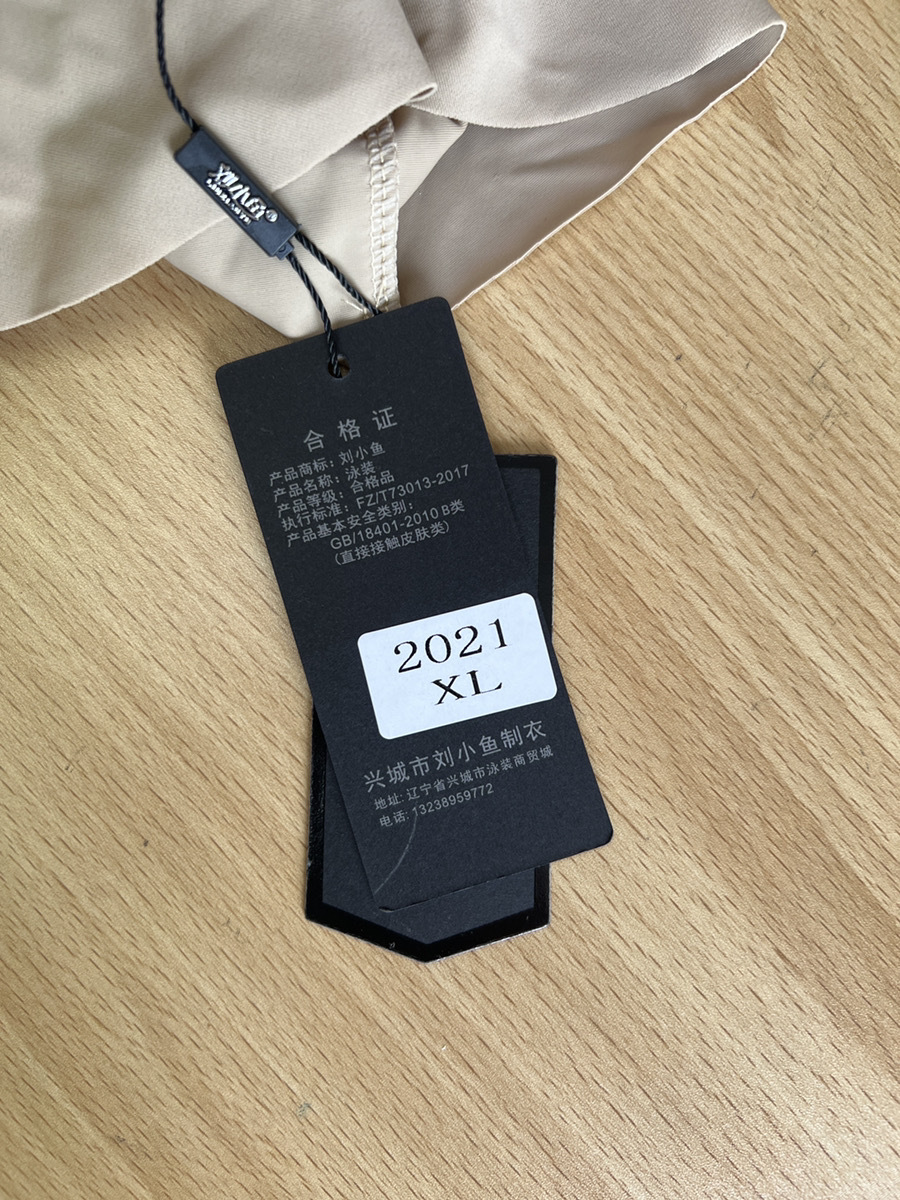 刘小鱼
合格证
产品商标：刘小鱼
产品名称：泳装
产品等级：合格品
执行标准：FZ/T73013-2017
产品基本安全类别：
GB/18401-2010 B类
(直接接触皮肤类)
2021
XL
兴城市刘小鱼制衣
地址: 辽宁省兴城市泳装商贸城
电话: 13238959772